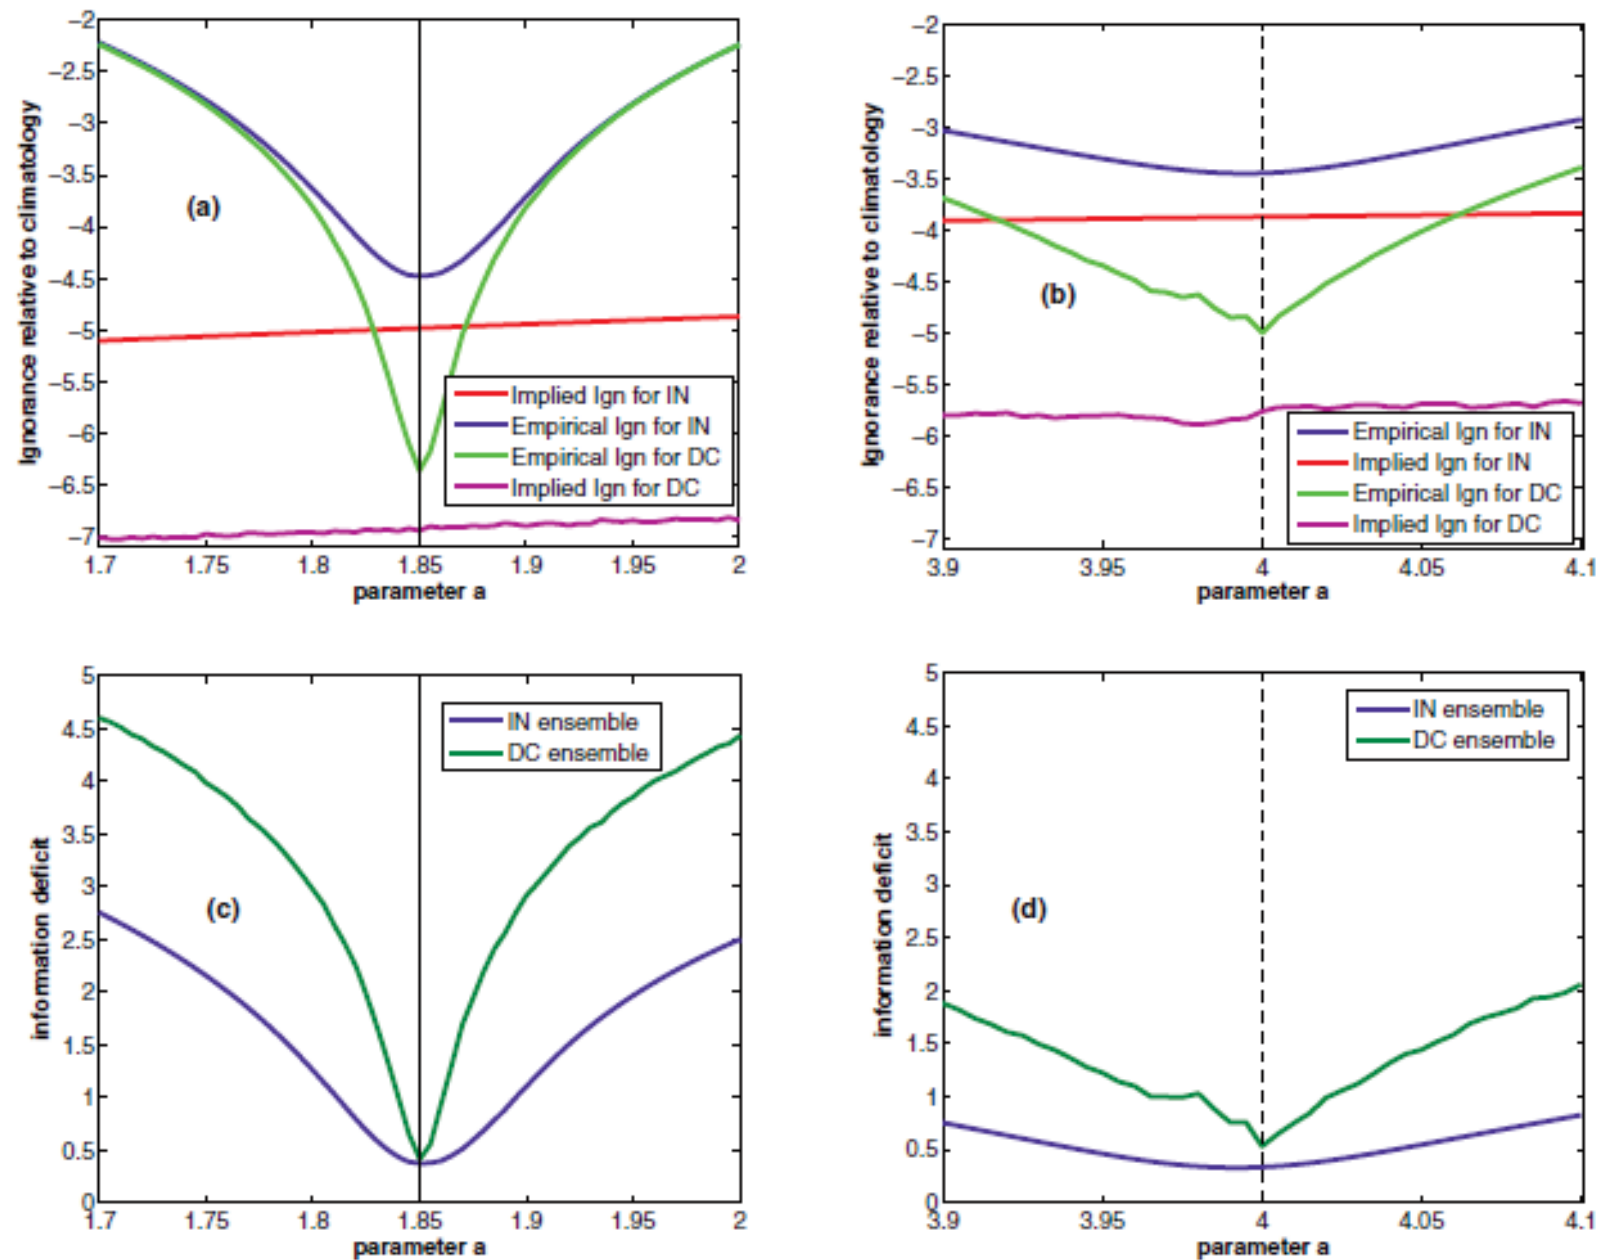 −2
−2.5
−3
−3.5
−4
−4.5
−5
−5.5
−6
−6.5
−7
Ignorance relative to climatology
(a)
Implied Ign for IN
Empirical Ign for IN
Empirical Ign for DC
Implied Ign for DC
1.7 1.75 1.8 1.85 1.9 1.95 2
parameter a
−2
−2.5
−3
−3.5
−4
−4.5
−5
−5.5
−6
−6.5
−7
Ignorance relative to climatology
(b)
Empirical Ign for IN
Implied Ign for IN
Empirical Ign for DC
Implied Ign for DC
3.9 3.95 4 4.05 4.1
parameter a
5
4.5
4
3.5
3
2.5
2
1.5
1
0.5
0
information deficit
IN ensemble
DC ensemble
(c)
1.7 1.75 1.8 1.85 1.9 1.95 2
parameter a
5
4.5
4
3.5
3
2.5
2
1.5
1
0.5
0
information deficit
IN ensemble
DC ensemble
(d)
3.9 3.95 4 4.05 4.1
parameter a